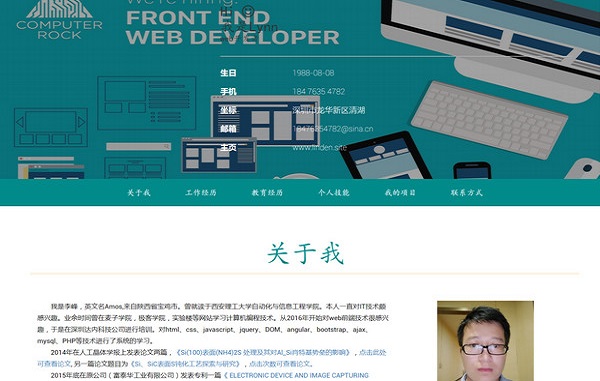 We're hiring:
COMPUTER
ROCK
FRONT END
WEB DEVELOPER
生日 1988-08-08
手机 184 7635 4782
坐标 深圳市龙华新区清湖
邮箱 18476354782@sina.cn
主页 www.linden.site
关于我 工作经历 教育经历 个人技能 我的项目 联系方式
关于我
我是李峰，英文名Amos,来自陕西省宝鸡市。曾就读于西安理工大学自动化与信息工程学院。本人一直对IT技术颇
感兴趣。业余时间曾在麦子学院，极客学院，实验楼等网站学习计算机编程技术。从2016年开始对web前端技术很感兴
趣，于是在深圳达内科技公司进行培训。对html、css、javascript，jquery、DOM，angular，bootstrap，ajax，
mysql，PHP等技术进行了系统的学习。
2014年在人工晶体学报上发表论文两篇，《Si(100)表面(NH4)2S 处理其对Al,Si肖特基势垒的影响》，点击此处
可查看论文, 另一篇论文题目为《Si、SiC表面S钝化工艺探索与研究》，点击次数可查看论文。
2015年底在原公司（富泰华工业有限公司）发表专利一篇《 ELECTRONIC DEVICE AND IMAGE CAPTURING